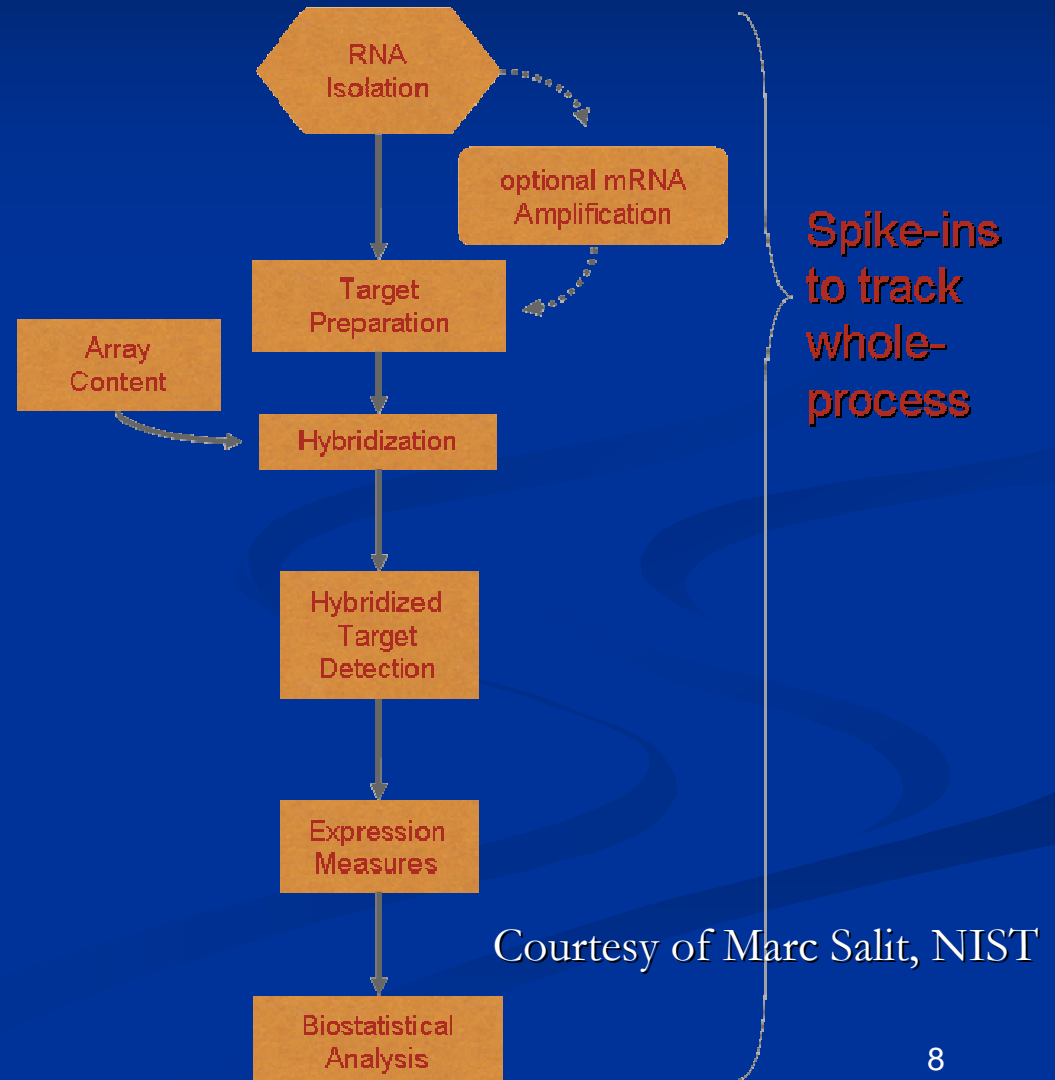 RNA
Isolation
optional mRNA
Amplification
Spike-ins
to track
whole-
process
Target
Preparation
Array
Content
Hybridization
Hybridized
Target
Detection
Expression
Measures
Courtesy of Marc Salit, NIST
Biostatistical
Analysis
8